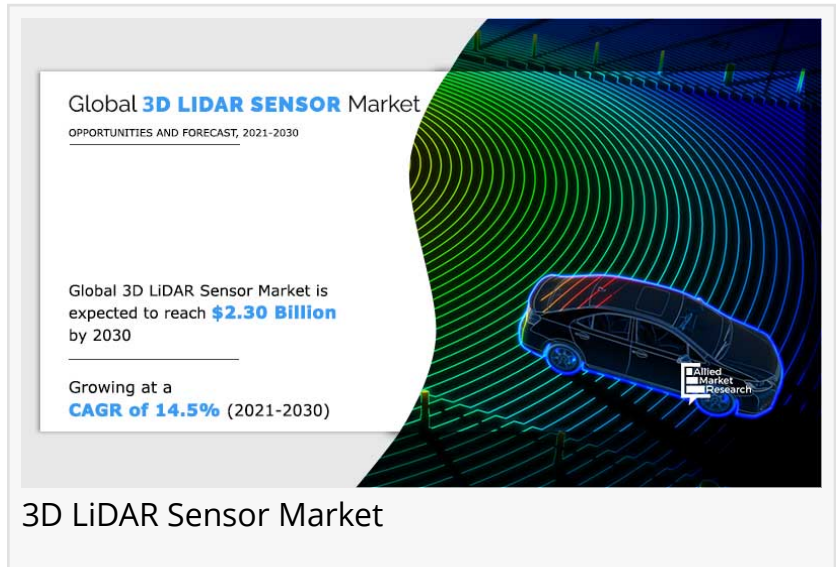 Global 3D LIDAR SENSOR Market
OPPORTUNITIES AND FORECAST, 2021-2030
Global 3D LiDAR Sensor Market is
expected to reach $2.30 Billion
by 2030
Growing at a
CAGR of 14.5% (2021-2030)
Allied
Market
Research
3D LiDAR Sensor Market